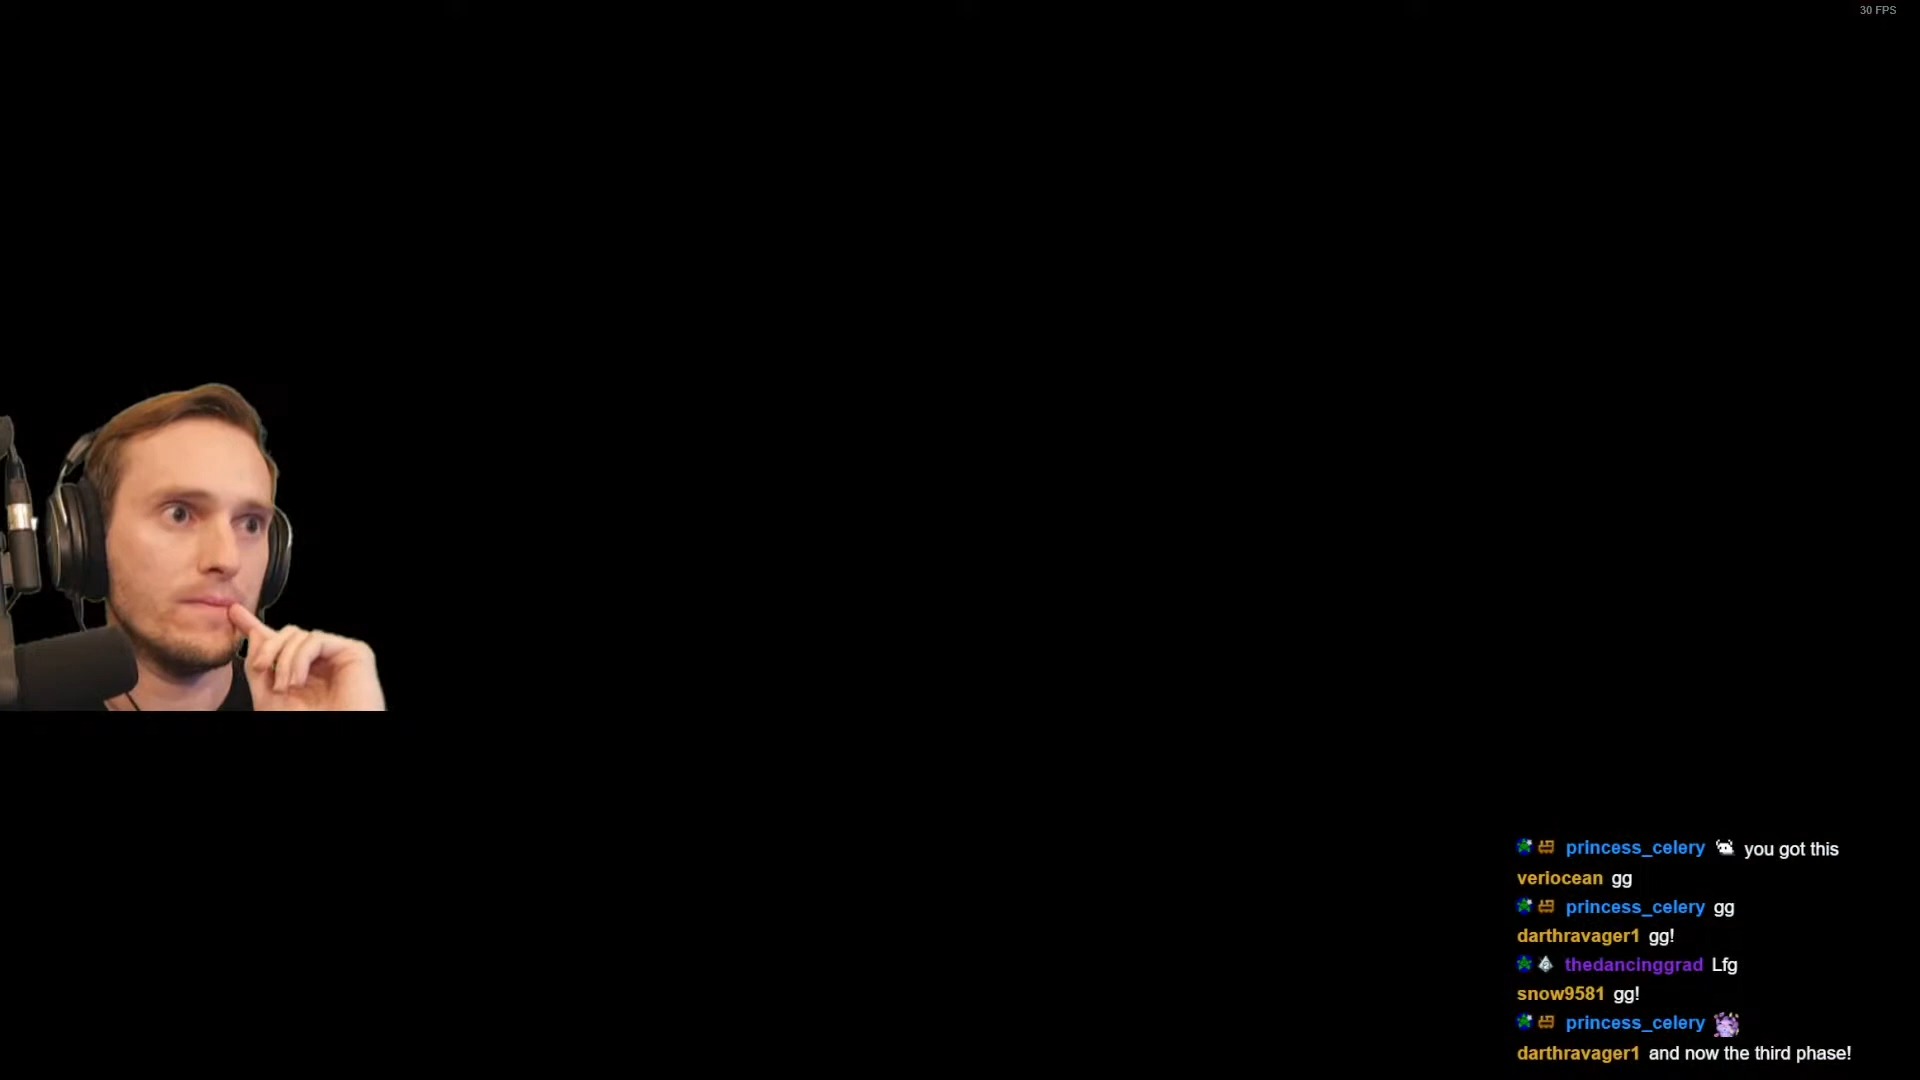 30 FPS
princess_celery you got this
veriocean gg
princess_celery gg
darthravager1 gg!
thedancinggrad Lfg
snow9581 gg!
princess_celery
darthravager1 and now the third phase!